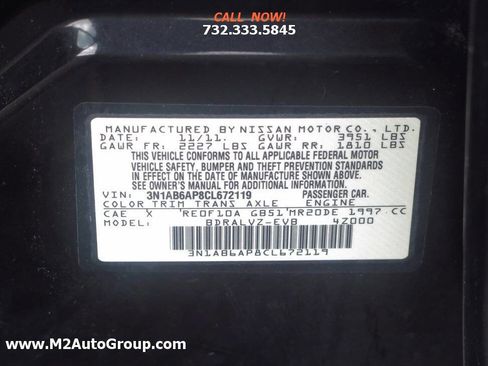 CALL NOW!
732.333.5845
MANUFACTURED BY NISSAN MOTOR CO., LTD.
DATE: 11/11. GVWR: 3951 LBS
GAWR FR: 2227 LBS GAWR RR: 1810 LBS
THIS VEHICLE CONFORMS TO ALL APPLICABLE FEDERAL MOTOR
VEHICLE SAFETY, BUMPER AND THEFT PREVENTION STANDARDS
IN EFFECT ON THE DATE OF MANUFACTURE SHOWN ABOVE.
SEE OWNER'S MANUAL FOR ADDITIONAL INFORMATION.
VIN: 3N1AB6AP8CL672119 PASSENGER CAR.
COLOR TRIM TRANS AXLE ENGINE
CAE X RE0F10A GB51 MR20DE 1997 CC
MODEL: BDRALVZ-EVB 4Z000
3N1AB6AP8CL672119
www.M2AutoGroup.com